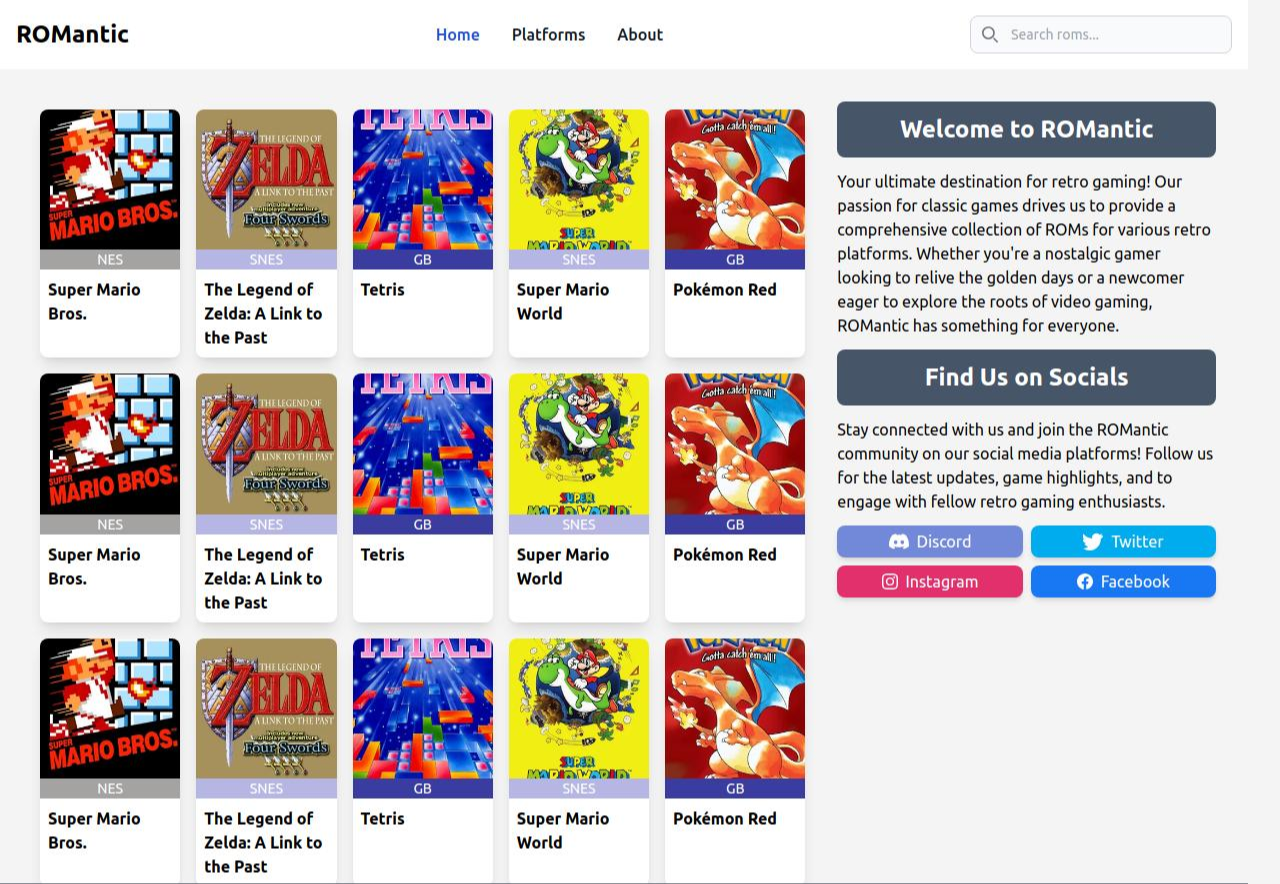 ROMantic
Home Platforms About
Search roms...
SUPER
MARIO BROS.
THE LEGEND OF
ZELDA
A LINK TO THE PAST
Four Swords
TETRIS
SUPER
MARIO WORLD
POKéMON
Gotta catch 'em all!
NES
SNES
GB
SNES
GB
Super Mario
Bros.
The Legend of
Zelda: A Link to
the Past
Tetris
Super Mario
World
Pokémon Red
SUPER
MARIO BROS.
THE LEGEND OF
ZELDA
A LINK TO THE PAST
Four Swords
TETRIS
SUPER
MARIO WORLD
POKéMON
Gotta catch 'em all!
NES
SNES
GB
SNES
GB
Super Mario
Bros.
The Legend of
Zelda: A Link to
the Past
Tetris
Super Mario
World
Pokémon Red
SUPER
MARIO BROS.
THE LEGEND OF
ZELDA
A LINK TO THE PAST
Four Swords
TETRIS
SUPER
MARIO WORLD
POKéMON
Gotta catch 'em all!
NES
SNES
GB
SNES
GB
Super Mario
Bros.
The Legend of
Zelda: A Link to
the Past
Tetris
Super Mario
World
Pokémon Red
Welcome to ROMantic
Your ultimate destination for retro gaming! Our
passion for classic games drives us to provide a
comprehensive collection of ROMs for various retro
platforms. Whether you're a nostalgic gamer
looking to relive the golden days or a newcomer
eager to explore the roots of video gaming,
ROMantic has something for everyone.
Find Us on Socials
Stay connected with us and join the ROMantic
community on our social media platforms! Follow us
for the latest updates, game highlights, and to
engage with fellow retro gaming enthusiasts.
Discord
Twitter
Instagram
Facebook